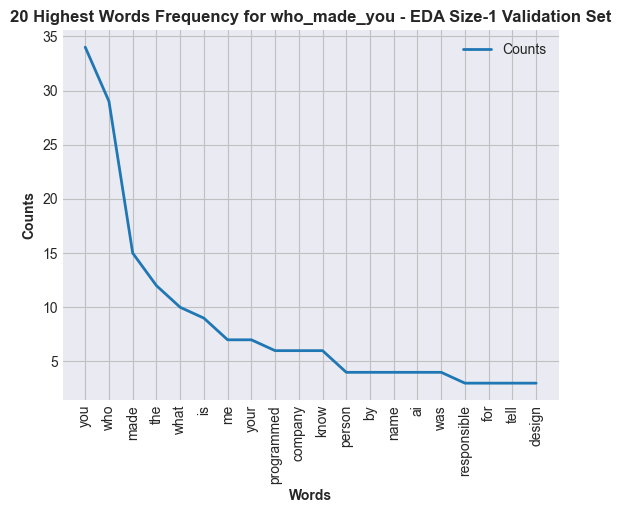 20 Highest Words Frequency for who_made_you - EDA Size-1 Validation Set
Counts
35
30
25
20
15
10
5
Counts
you
who
made
the
what
is
me
your
programmed
company
know
person
by
name
ai
was
responsible
for
tell
design
Words